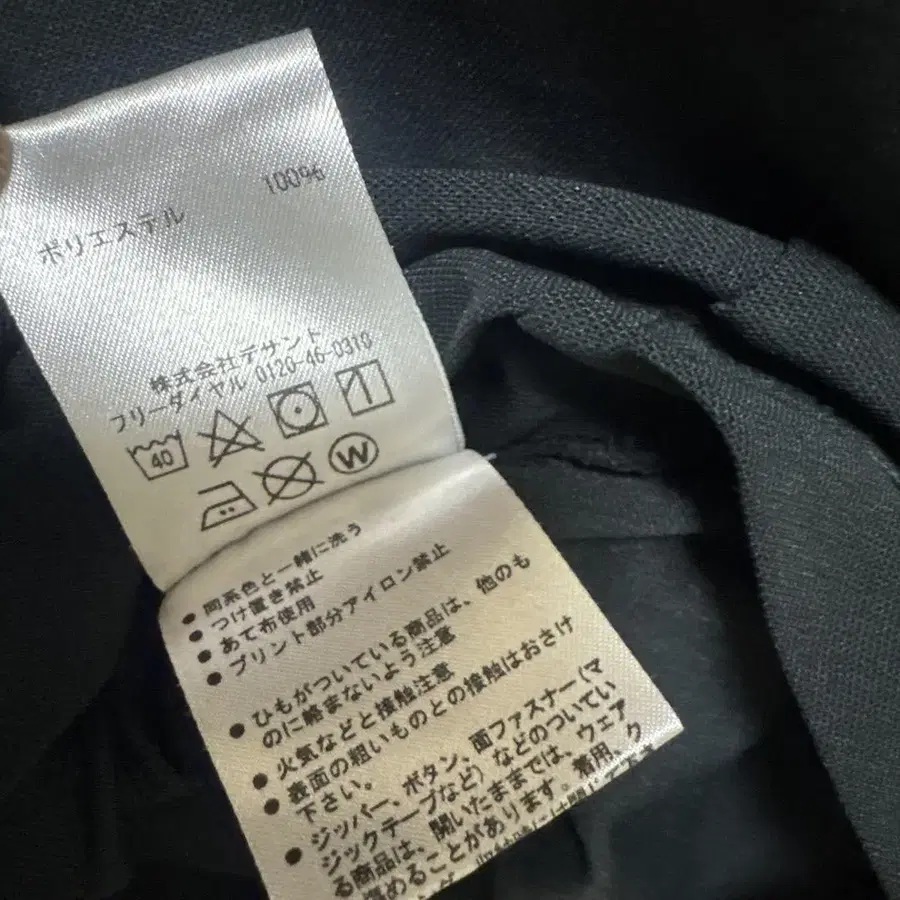 ポリエステル 100%
株式会社デサント
フリーダイヤル 0120-46-0310
40
W
● 同系色と一緒に洗う
● つけ置き禁止
● あて布使用
● プリント部分アイロン禁止
● ひもがついている商品は、他のも
のに絡まないよう注意
● 火気などと接触注意
● 表面の粗いものとの接触はおさけ
下さい。
● ジッパー、ボタン、面ファスナー(マ
ジックテープなど)などのついてい
る商品は、開いたままでは、ウェア
を傷めることがあります。着用、ク